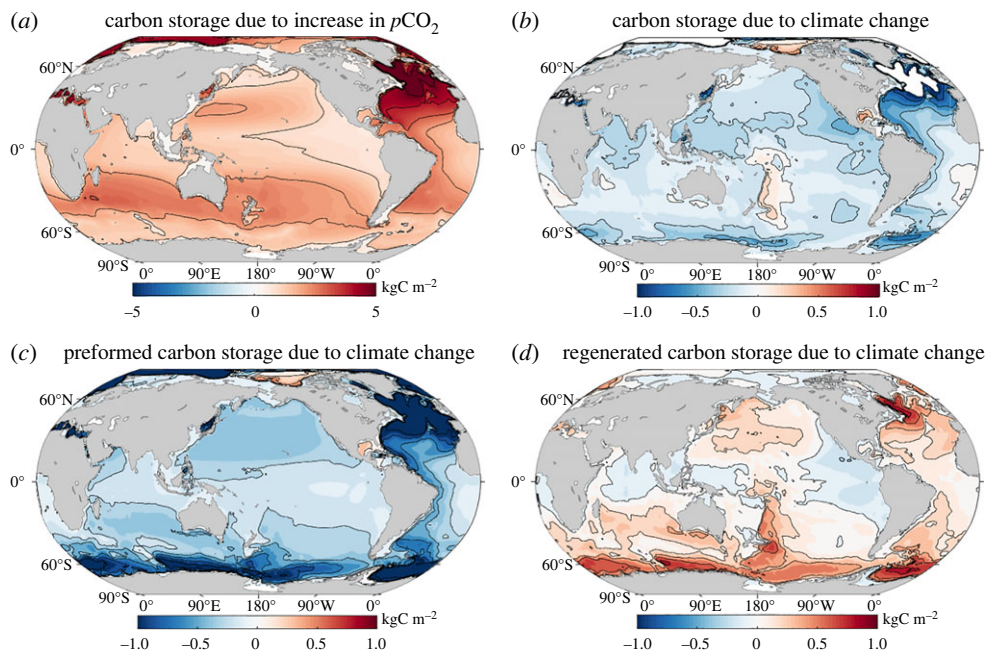 (a) carbon storage due to increase in pCO2
60°N
0°
60°S
90°S 0° 90°E 180° 90°W 0°
kgC m−2
−5 0 5
(b) carbon storage due to climate change
60°N
0°
60°S
90°S 0° 90°E 180° 90°W 0°
kgC m−2
−1.0 −0.5 0 0.5 1.0
(c) preformed carbon storage due to climate change
60°N
0°
60°S
90°S 0° 90°E 180° 90°W 0°
kgC m−2
−1.0 −0.5 0 0.5 1.0
(d) regenerated carbon storage due to climate change
60°N
0°
60°S
90°S 0° 90°E 180° 90°W 0°
kgC m−2
−1.0 −0.5 0 0.5 1.0